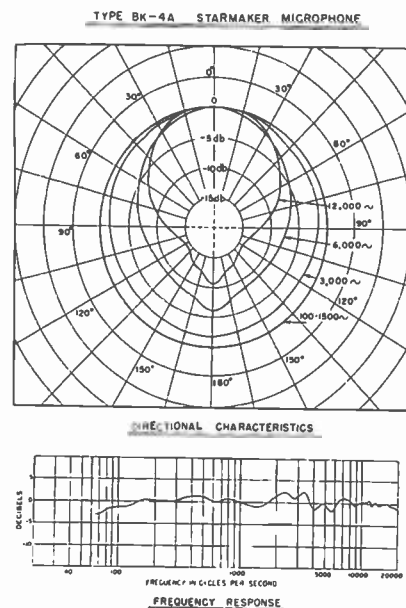 TYPE BK-4A STARMAKER MICROPHONE
0°
30° 30°
0
60° 60°
-5db
-10db
-15db
12,000~
90° 90°
6,000~
3,000~
120° 120°
100-1500~
150° 150°
180°
DIRECTIONAL CHARACTERISTICS
DECIBELS
5
0
-5
-10
40 100 1000 5000 10000 20000
FREQUENCY IN CYCLES PER SECOND
FREQUENCY RESPONSE